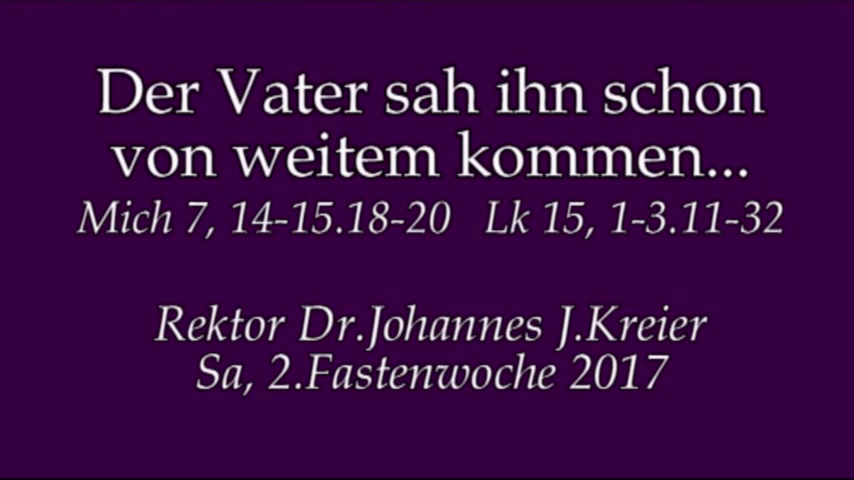 Der Vater sah ihn schon
von weitem kommen...
Mich 7, 14-15.18-20 Lk 15, 1-3.11-32
Rektor Dr.Johannes J.Kreier
Sa, 2.Fastenwoche 2017